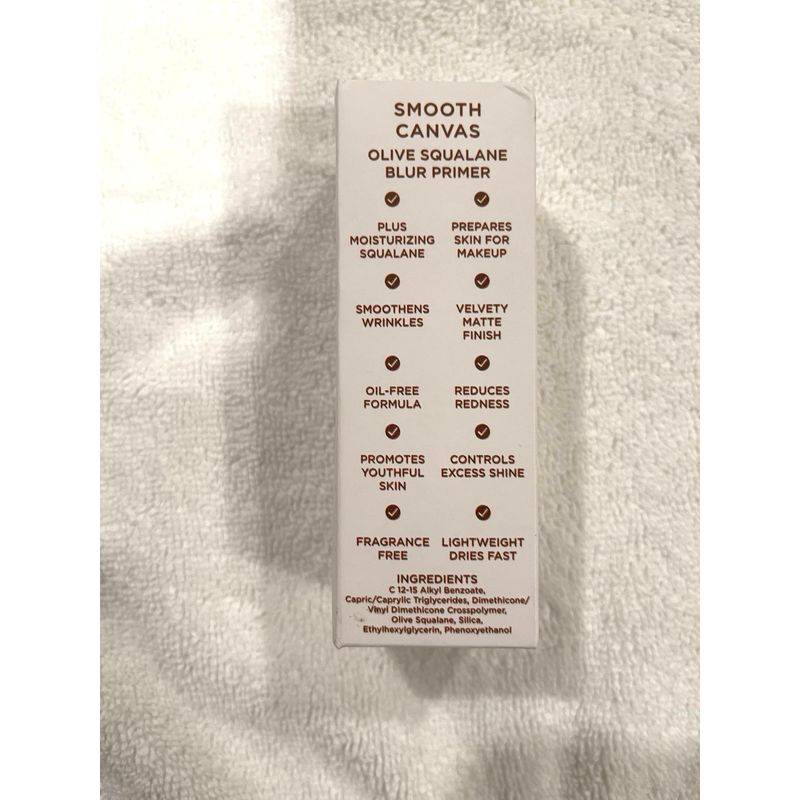 SMOOTH
CANVAS
OLIVE SQUALANE
BLUR PRIMER
PLUS
MOISTURIZING
SQUALANE
PREPARES
SKIN FOR
MAKEUP
SMOOTHENS
WRINKLES
VELVETY
MATTE
FINISH
OIL-FREE
FORMULA
REDUCES
REDNESS
PROMOTES
YOUTHFUL
SKIN
CONTROLS
EXCESS SHINE
FRAGRANCE
FREE
LIGHTWEIGHT
DRIES FAST
INGREDIENTS
C 12-15 Alkyl Benzoate,
Capric/Caprylic Triglycerides, Dimethicone/
Vinyl Dimethicone Crosspolymer,
Olive Squalane, Silica,
Ethylhexylglycerin, Phenoxyethanol